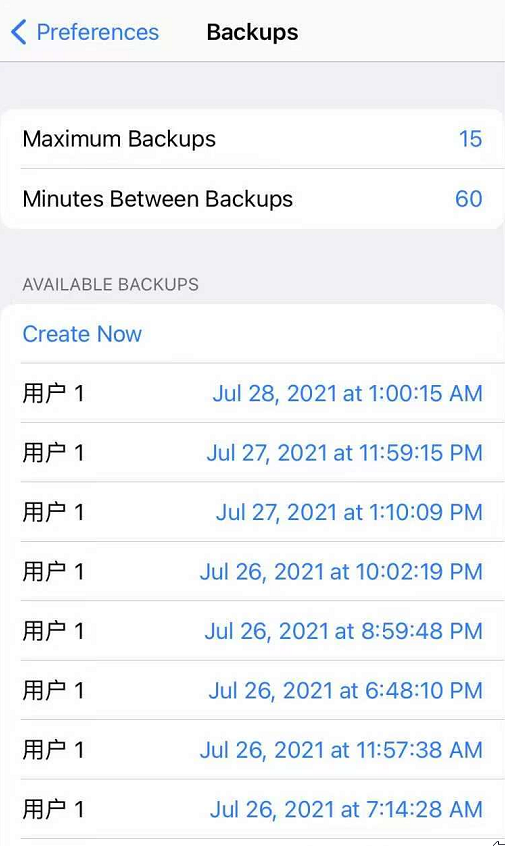 Preferences
Backups
Maximum Backups 15
Minutes Between Backups 60
AVAILABLE BACKUPS
Create Now
用户 1 Jul 28, 2021 at 1:00:15 AM
用户 1 Jul 27, 2021 at 11:59:15 PM
用户 1 Jul 27, 2021 at 1:10:09 PM
用户 1 Jul 26, 2021 at 10:02:19 PM
用户 1 Jul 26, 2021 at 8:59:48 PM
用户 1 Jul 26, 2021 at 6:48:10 PM
用户 1 Jul 26, 2021 at 11:57:38 AM
用户 1 Jul 26, 2021 at 7:14:28 AM